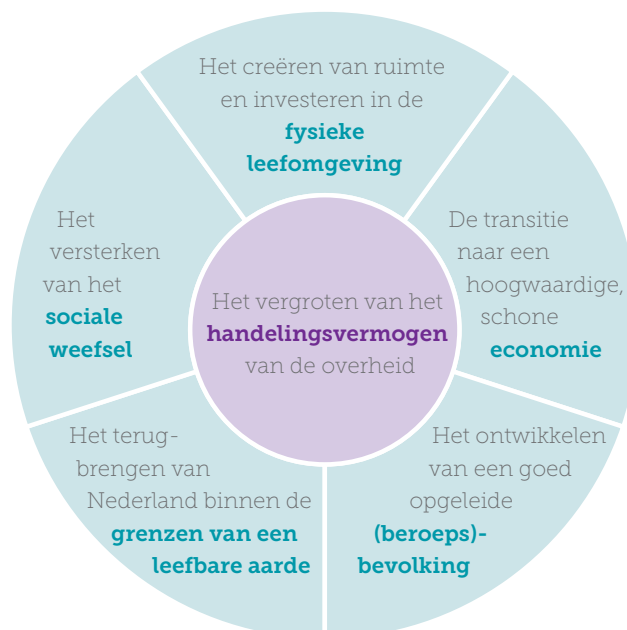 Het creëren van ruimte
en investeren in de
fysieke
leefomgeving
De transitie
naar een
hoogwaardige,
schone
economie
Het ontwikkelen
van een goed
opgeleide
(beroeps)-
bevolking
Het terug-
brengen van
Nederland binnen de
grenzen van een
leefbare aarde
Het
versterken
van het
sociale
weefsel
Het vergroten van het
handelingsvermogen
van de overheid